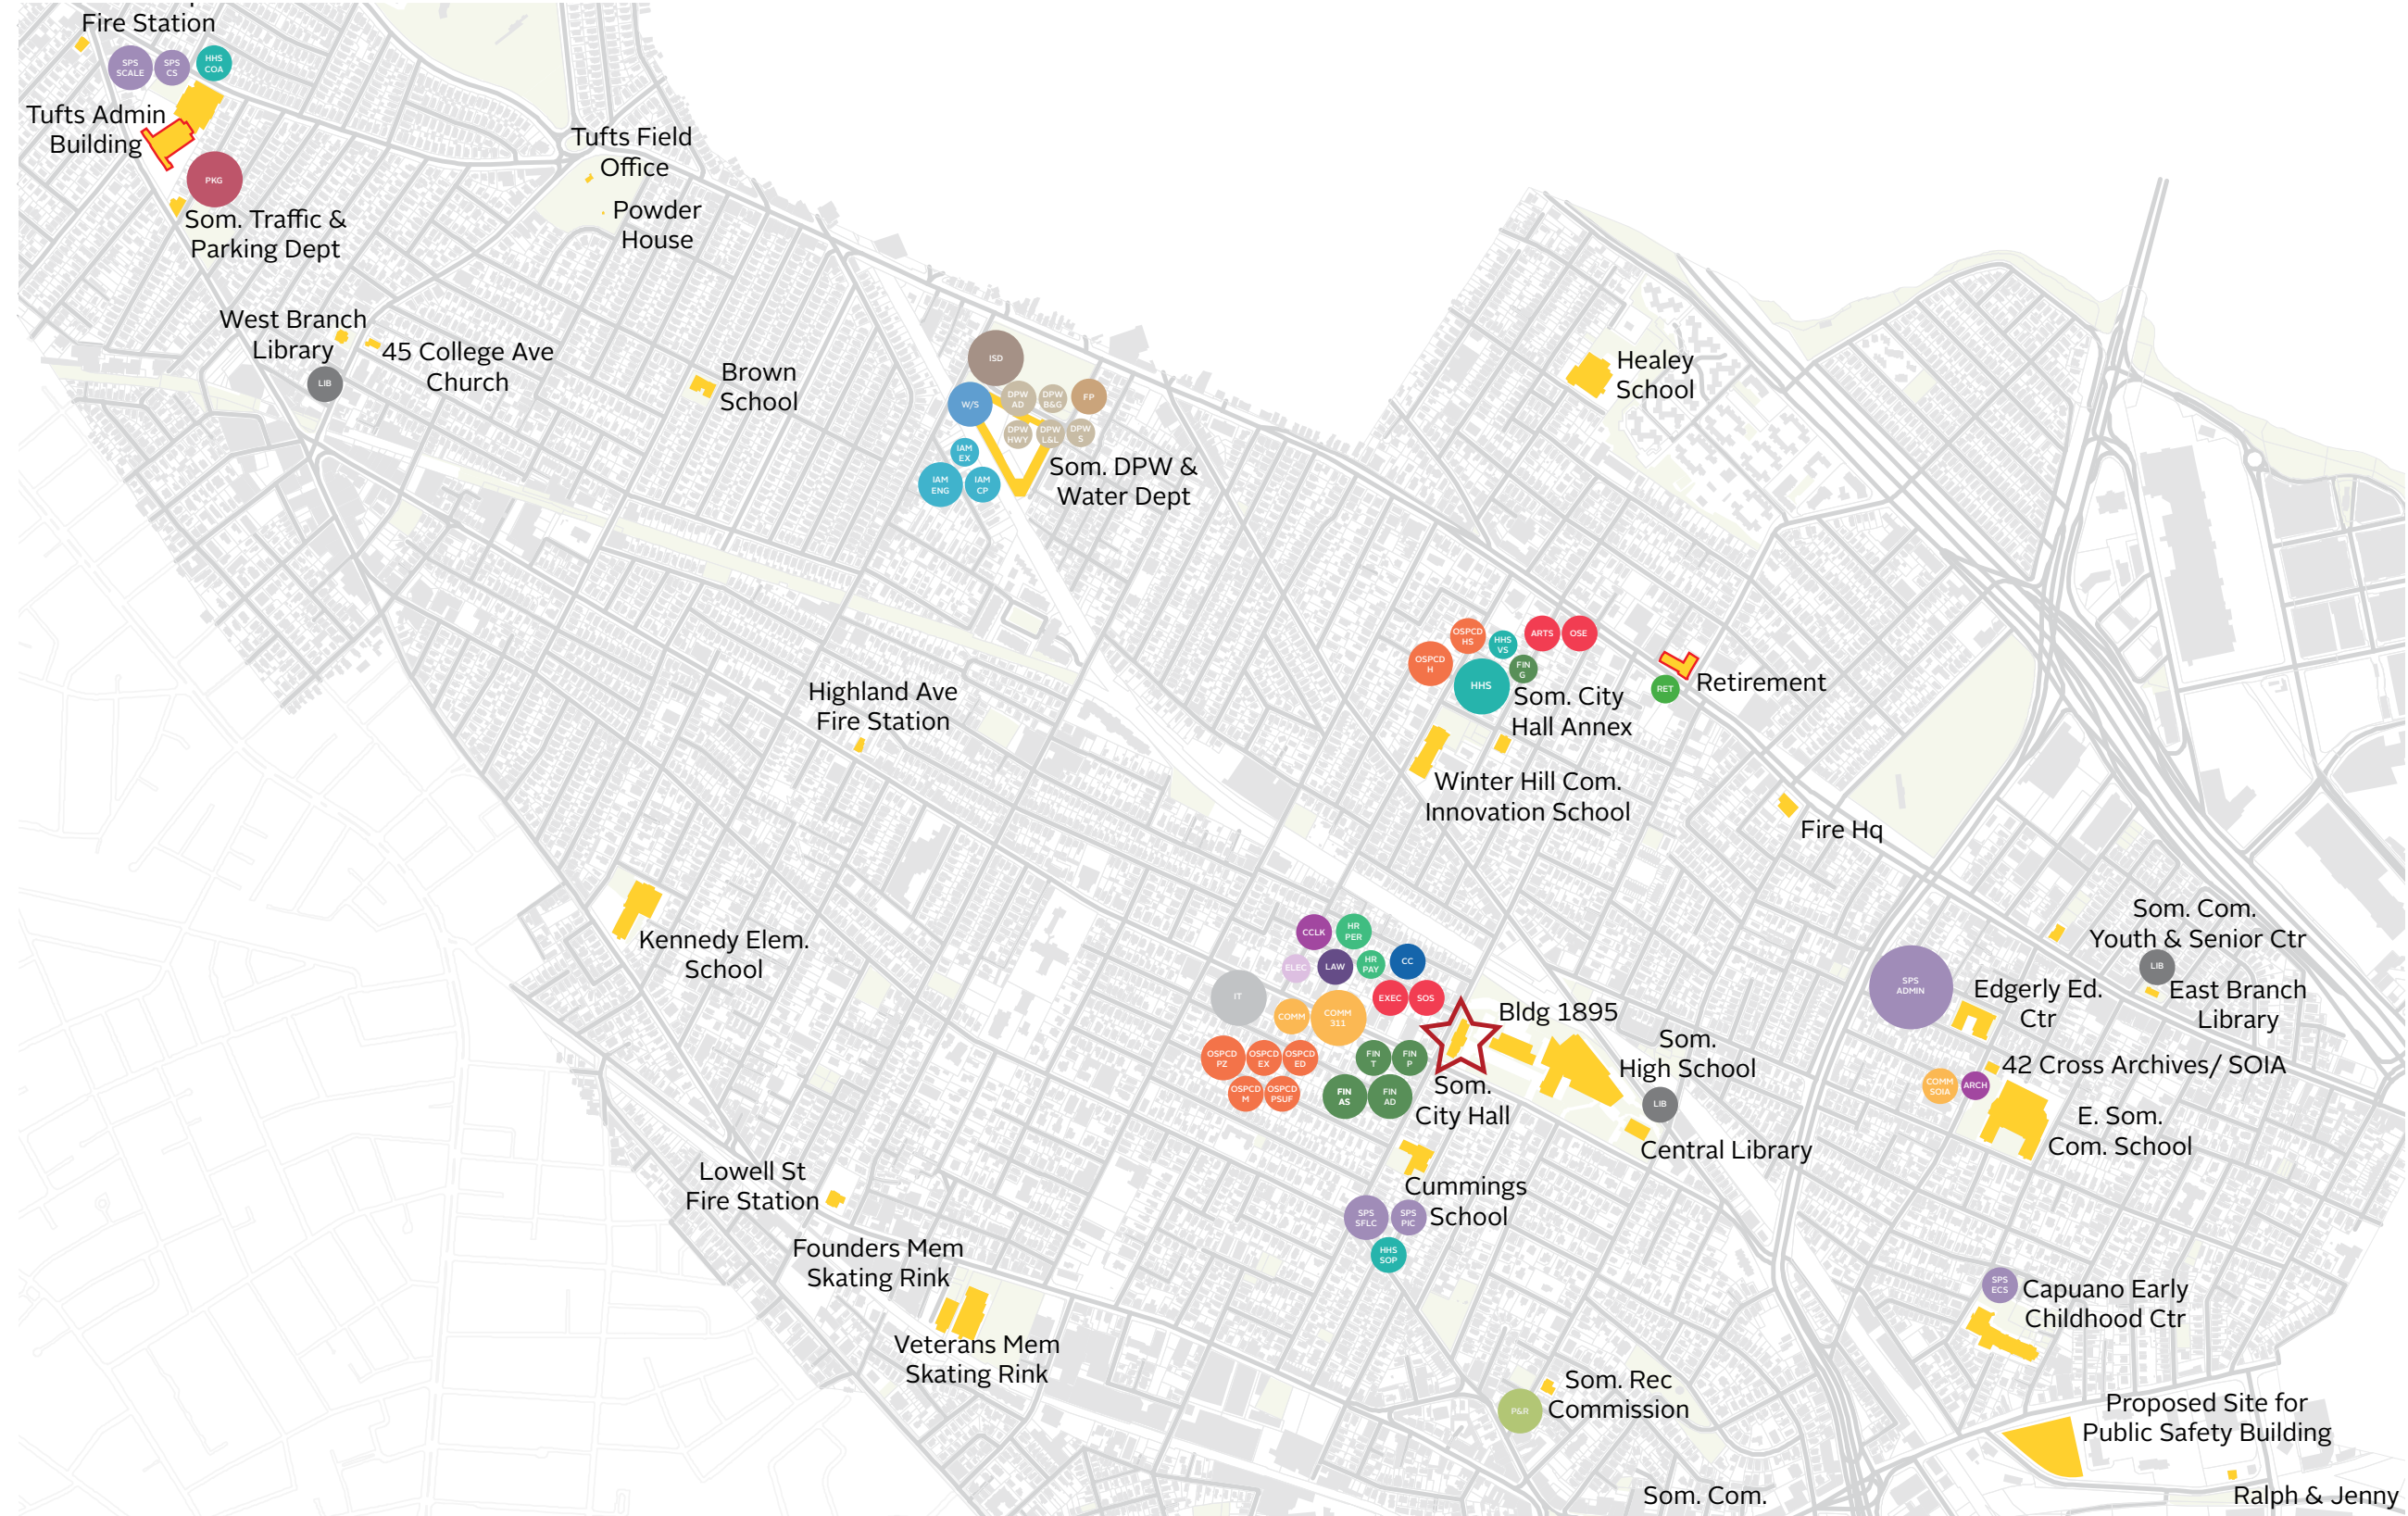 Fire Station
SPS
SCALE
SPS
CS
HHS
COA
Tufts Admin
Building
PKG
Som. Traffic &
Parking Dept
Tufts Field
Office
Powder
House
West Branch
Library
LIB
45 College Ave
Church
Brown
School
ISD
W/S
DPW
AD
DPW
B&G
FP
DPW
HWY
DPW
L&L
DPW
S
IAM
EX
IAM
ENG
IAM
CP
Som. DPW &
Water Dept
Healey
School
OSPCD
HS
HHS
VS
ARTS
OSE
OSPCD
H
HHS
FIN
G
Som. City
Hall Annex
RET
Retirement
Winter Hill Com.
Innovation School
Fire Hq
Highland Ave
Fire Station
Kennedy Elem.
School
CCLK
HR
PER
ELEC
LAW
HR
PAY
CC
IT
COMM
COMM
311
EXEC
SOS
OSPCD
PZ
OSPCD
EX
OSPCD
ED
OSPCD
M
OSPCD
PSUF
FIN
T
FIN
P
FIN
AS
FIN
AD
Som.
City Hall
Bldg 1895
Som.
High School
LIB
Central Library
Som. Com.
Youth & Senior Ctr
LIB
East Branch
Library
SPS
ADMIN
Edgerly Ed.
Ctr
42 Cross Archives/ SOIA
COMM
SOIA
ARCH
E. Som.
Com. School
Lowell St
Fire Station
Cummings
School
SPS
SFLC
SPS
PIC
HHS
SOP
Founders Mem
Skating Rink
Veterans Mem
Skating Rink
SPS
ECS
Capuano Early
Childhood Ctr
P&R
Som. Rec
Commission
Proposed Site for
Public Safety Building
Som. Com.
Ralph & Jenny